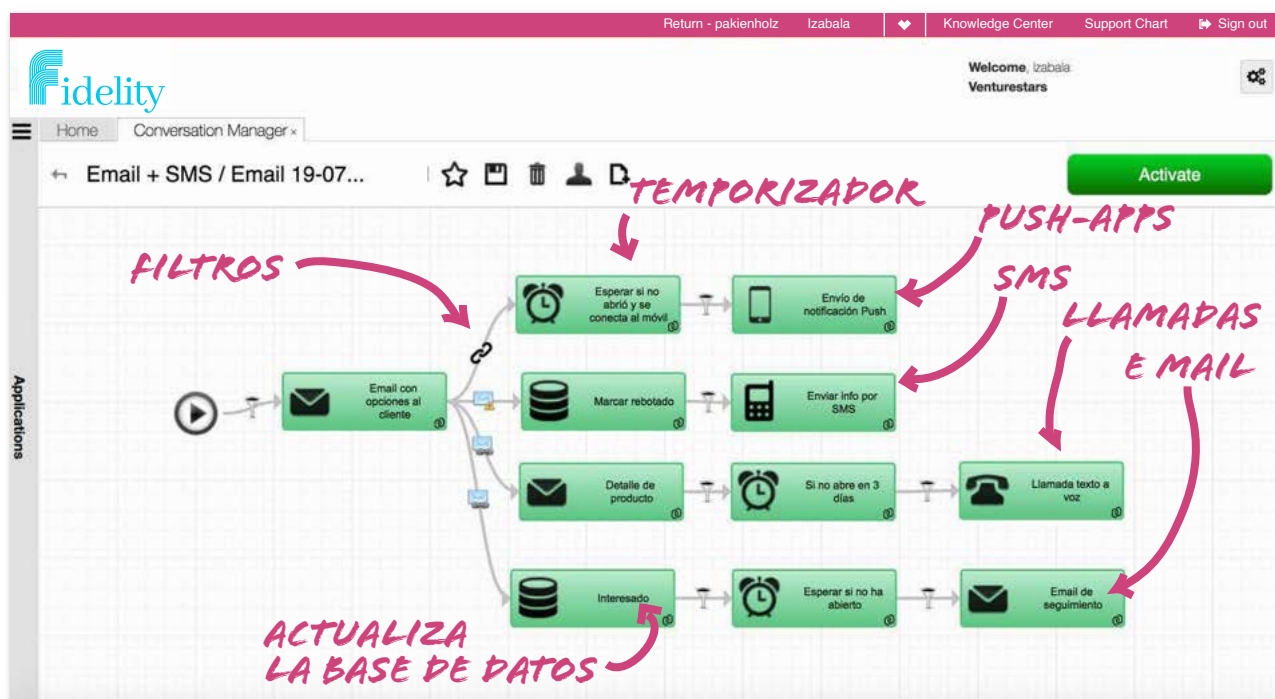 Return - pakienholz Izabala Knowledge Center Support Chart Sign out
Fidelity
Welcome, Izabala
Venturestars
Home Conversation Manager ×
Email + SMS / Email 19-07...
Activate
TEMPORIZADOR
PUSH-APPS
FILTROS
SMS
LLAMADAS
E MAIL
Applications
Esperar si no
abrió y se
conecta al móvil
Envío de
notificación Push
Email con
opciones al
cliente
Marcar rebotado
Enviar info por
SMS
Detalle de
producto
Si no abre en 3
días
Llamada texto a
voz
Interesado
Esperar si no ha
abierto
Email de
seguimiento
ACTUALIZA
LA BASE DE DATOS